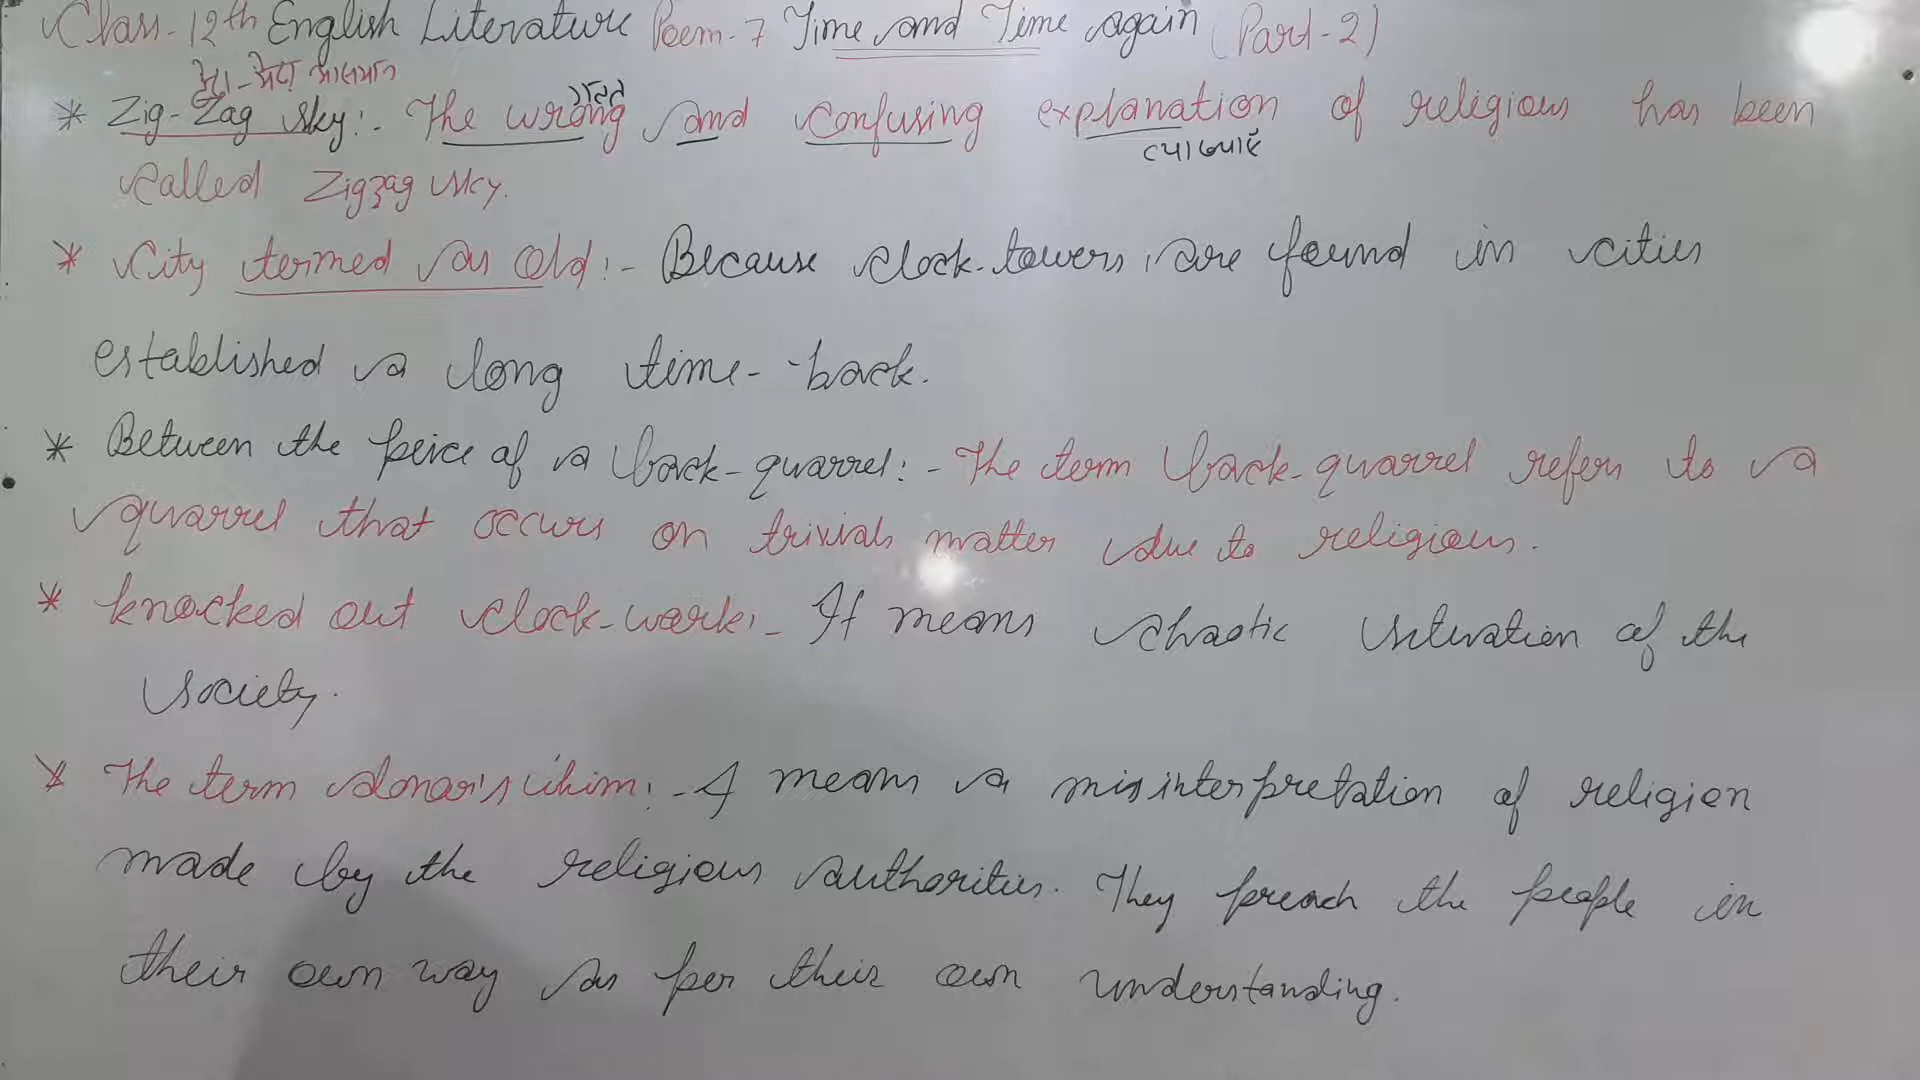 Class-12th English Literature Poem-7 Time and Time again (Part-2)
टेढ़ा-मेढ़ा आसमान
* Zig-Zag sky:- The wrong and confusing explanation of religious has been
गलत
व्याख्याएँ
called Zigzag sky.
* City termed as old:- Because clock-towers, are found in cities
established a long time-back.
* Between the peice of a back-quarrel:- The term back-quarrel refers to a
quarrel that occurs on trivials matter due to religious.
* knocked out clock-work:- It means chaotic situation of the
society.
* The term donar's whim:- It means a misinterpretation of religion
made by the religious authorities. They preach the people in
their own way as per their own understanding.